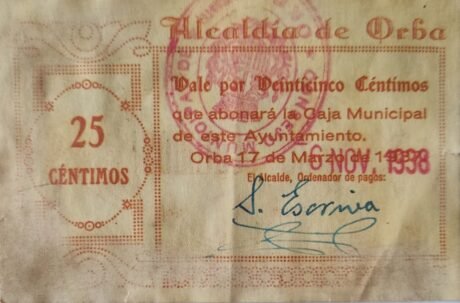 Alcaldía de Orba
Vale por Veinticinco Céntimos
que abonará la Caja Municipal
de este Ayuntamiento.
Orba 17 de Marzo de 1937
6 NOV. 1938
El Alcalde, Ordenador de pagos:
S. Escriva
25
CÉNTIMOS